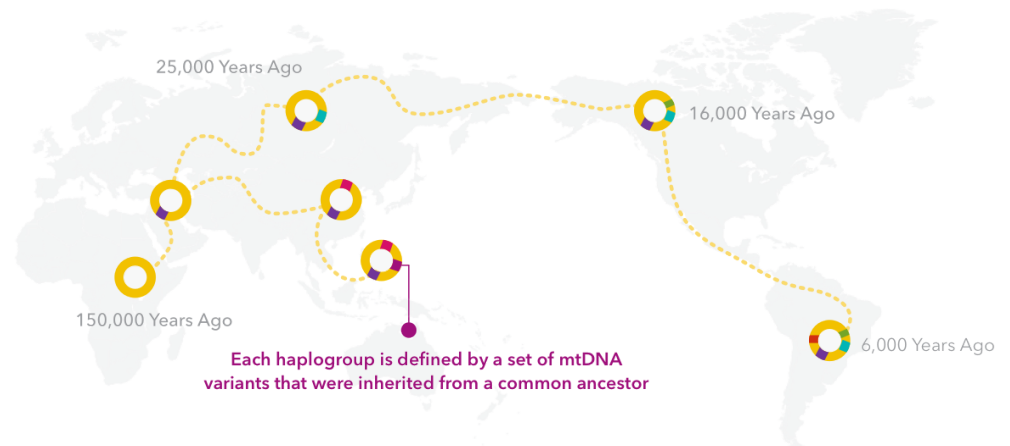 25,000 Years Ago
16,000 Years Ago
150,000 Years Ago
6,000 Years Ago
Each haplogroup is defined by a set of mtDNA
variants that were inherited from a common ancestor